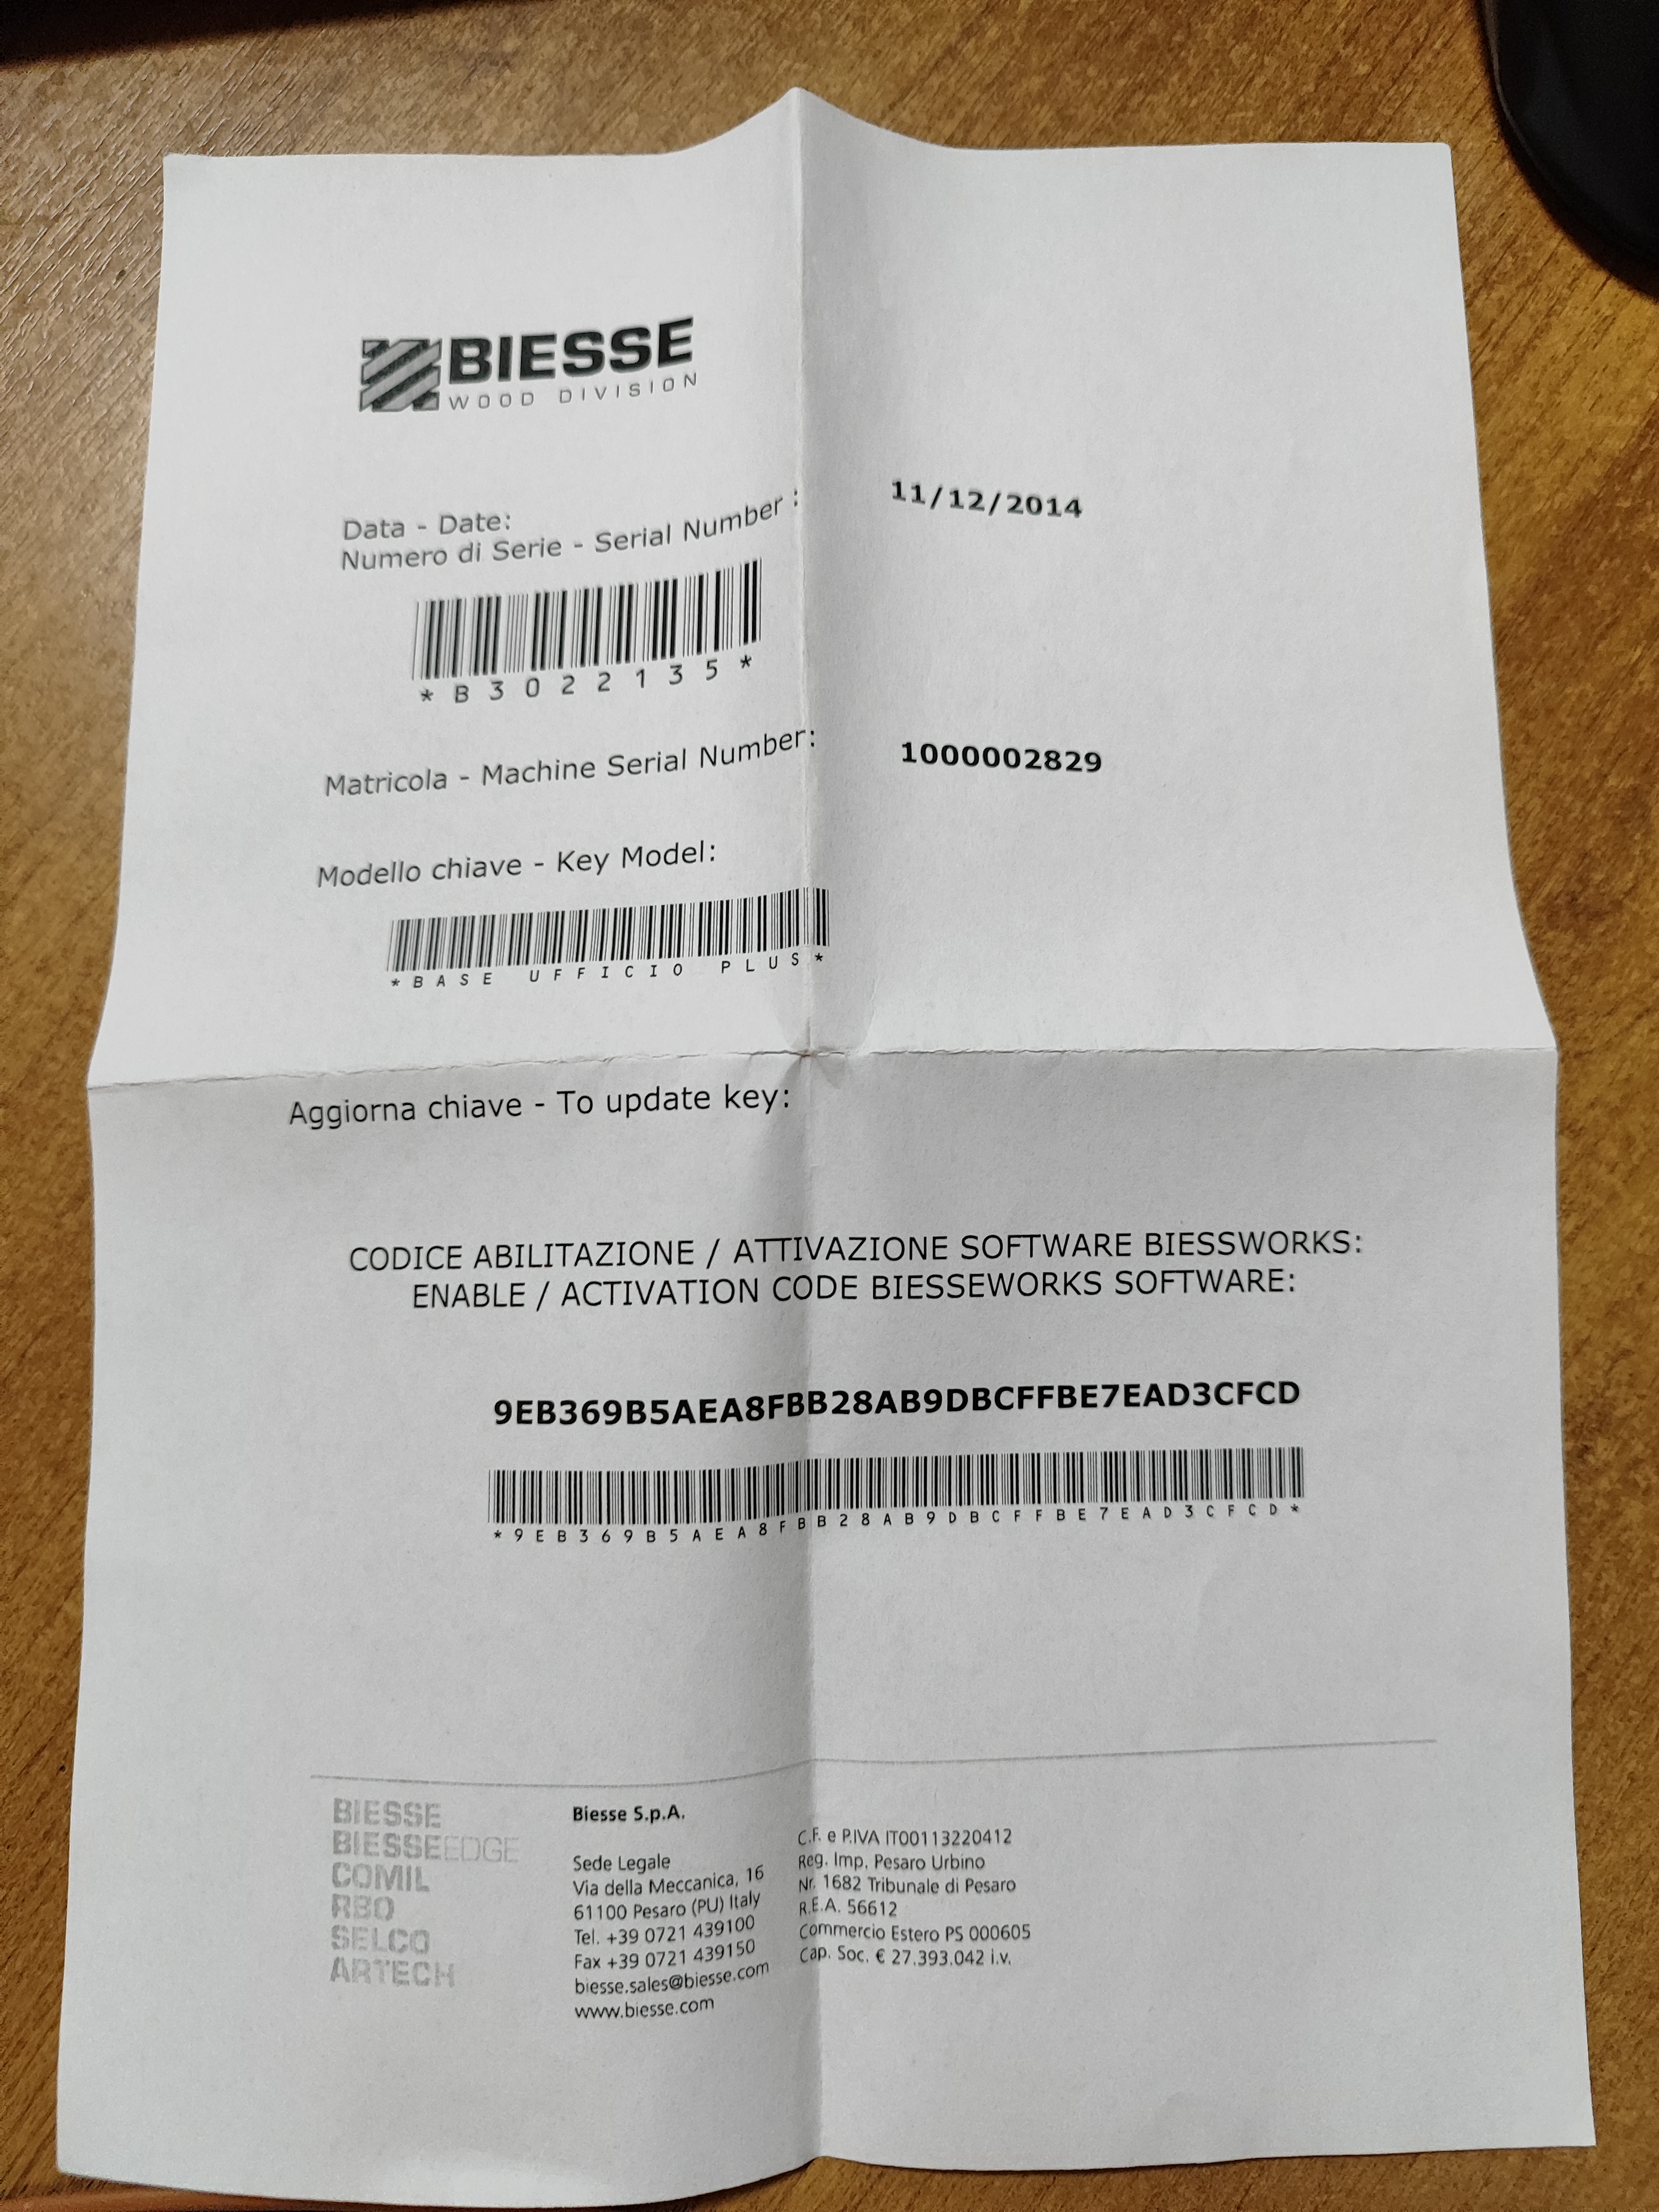 BIESSE
WOOD DIVISION
Data - Date:
11/12/2014
Numero di Serie - Serial Number :
*B3022135*
Matricola - Machine Serial Number:
1000002829
Modello chiave - Key Model:
*BASE UFFICIO PLUS*
Aggiorna chiave - To update key:
CODICE ABILITAZIONE / ATTIVAZIONE SOFTWARE BIESSWORKS:
ENABLE / ACTIVATION CODE BIESSEWORKS SOFTWARE:
9EB369B5AEA8FBB28AB9DBCFFBE7EAD3CFCD
*9EB369B5AEA8FBB28AB9DBCFFBE7EAD3CFCD*
BIESSE
BIESSEEDGE
COMIL
RBO
SELCO
ARTECH
Biesse S.p.A.
Sede Legale
Via della Meccanica, 16
61100 Pesaro (PU) Italy
Tel. +39 0721 439100
Fax +39 0721 439150
biesse.sales@biesse.com
www.biesse.com
C.F. e P.IVA IT00113220412
Reg. Imp. Pesaro Urbino
Nr. 1682 Tribunale di Pesaro
R.E.A. 56612
Commercio Estero PS 000605
Cap. Soc. € 27.393.042 i.v.